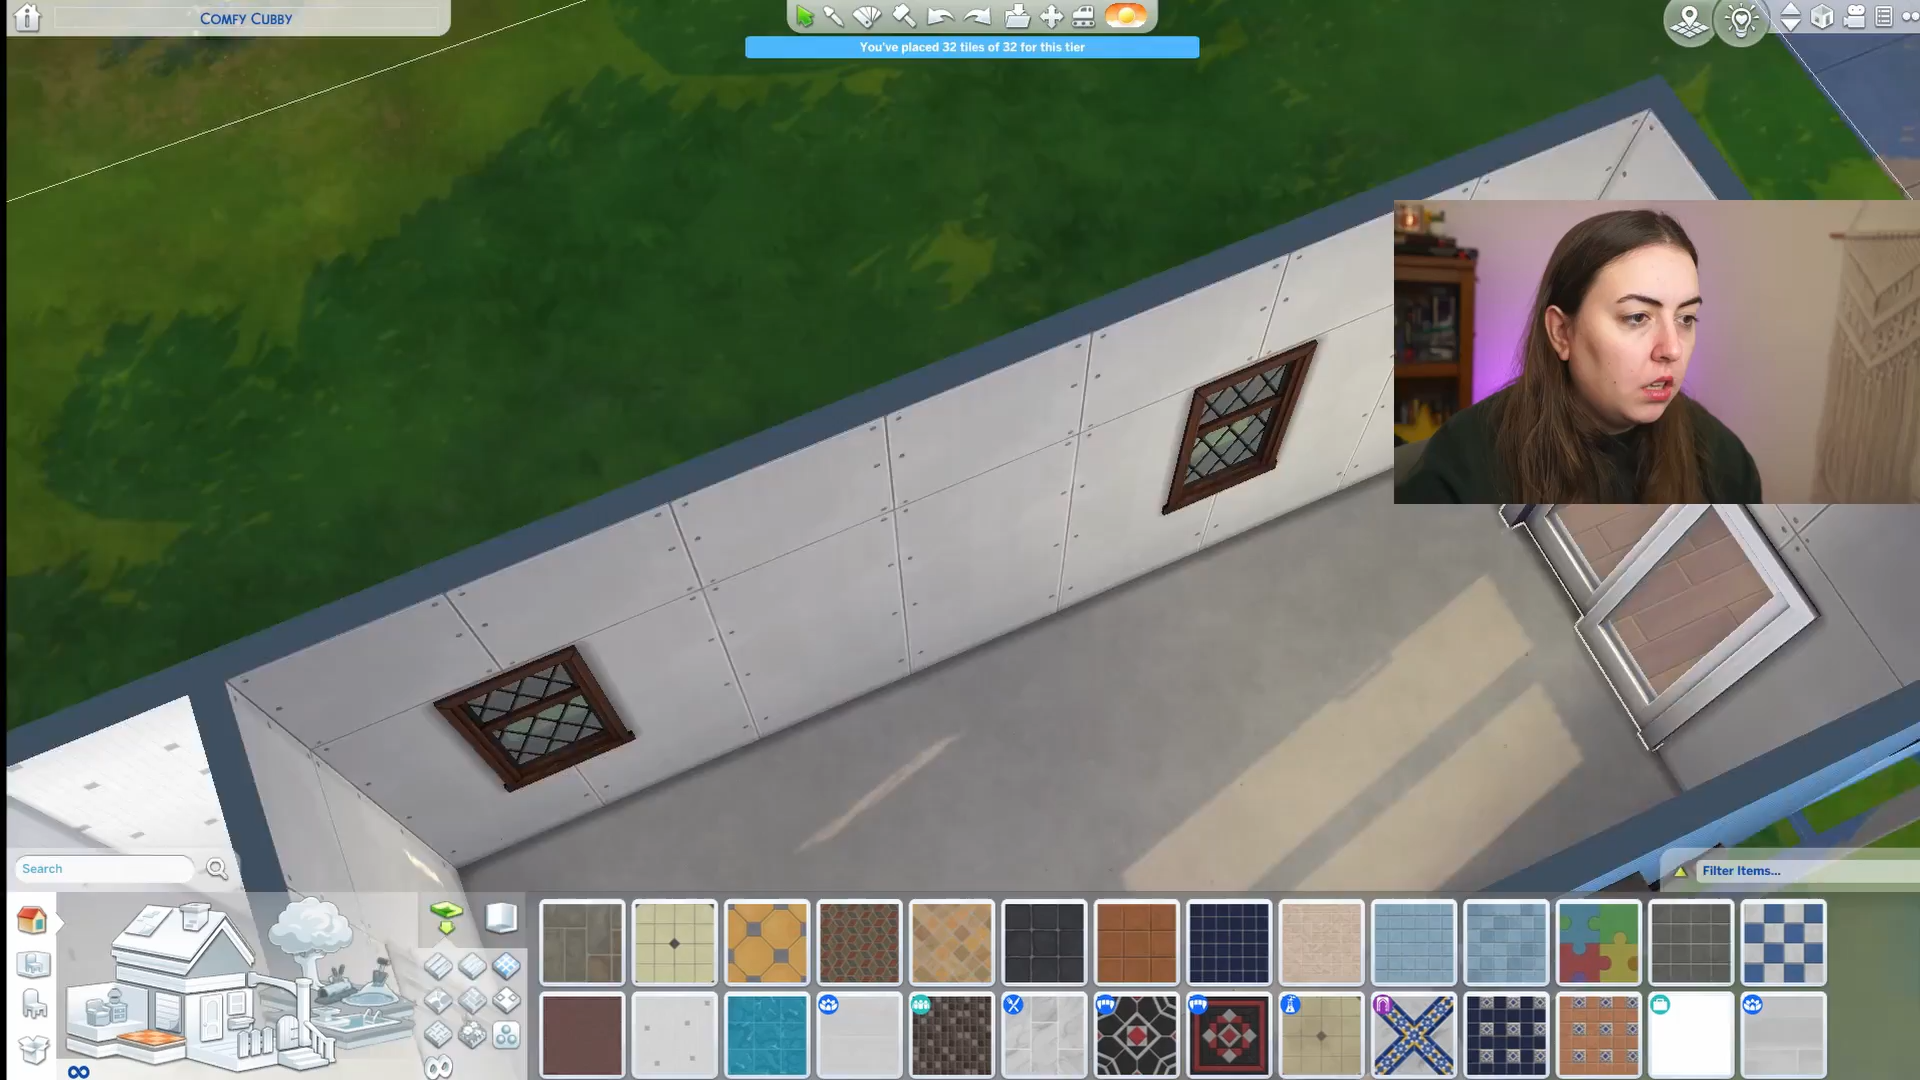 COMFY CUBBY
You've placed 32 tiles of 32 for this tier
Search
Filter Items...